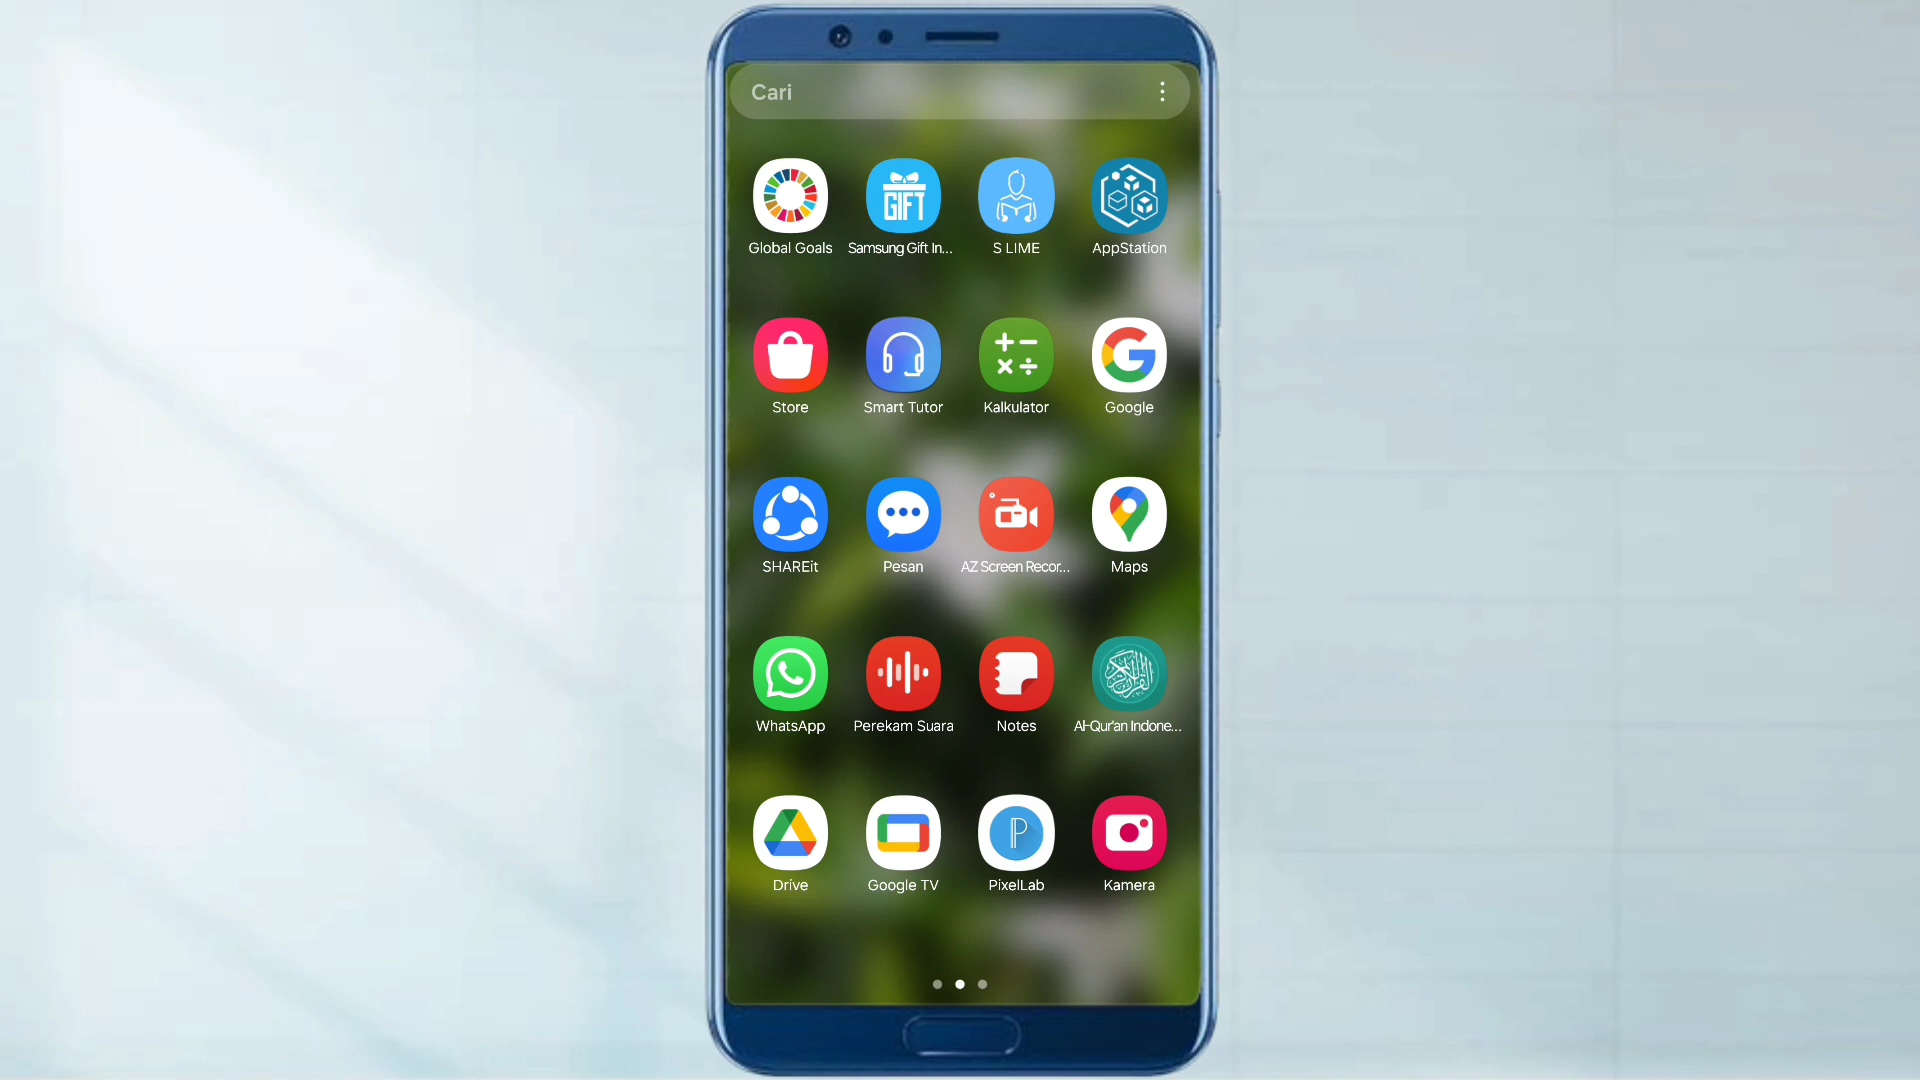 Cari
Global Goals
Samsung Gift In...
S LIME
AppStation
GIFT
Store
Smart Tutor
Kalkulator
Google
SHAREit
Pesan
AZ Screen Recor...
Maps
WhatsApp
Perekam Suara
Notes
Al-Qur'an Indone...
Drive
Google TV
PixelLab
Kamera